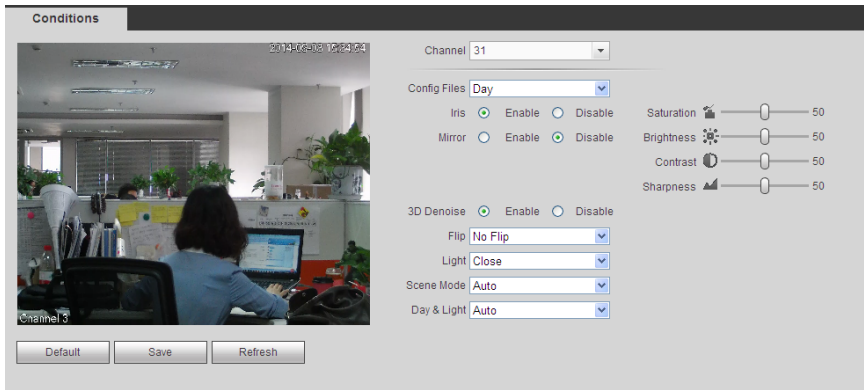 Conditions
2014-06-03 15:34:54
Channel 31
Config Files Day
Iris Enable Disable Saturation 50
Mirror Enable Disable Brightness 50
Contrast 50
Sharpness 50
3D Denoise Enable Disable
Flip No Flip
Light Close
Scene Mode Auto
Day & Light Auto
Channel 3
Default Save Refresh